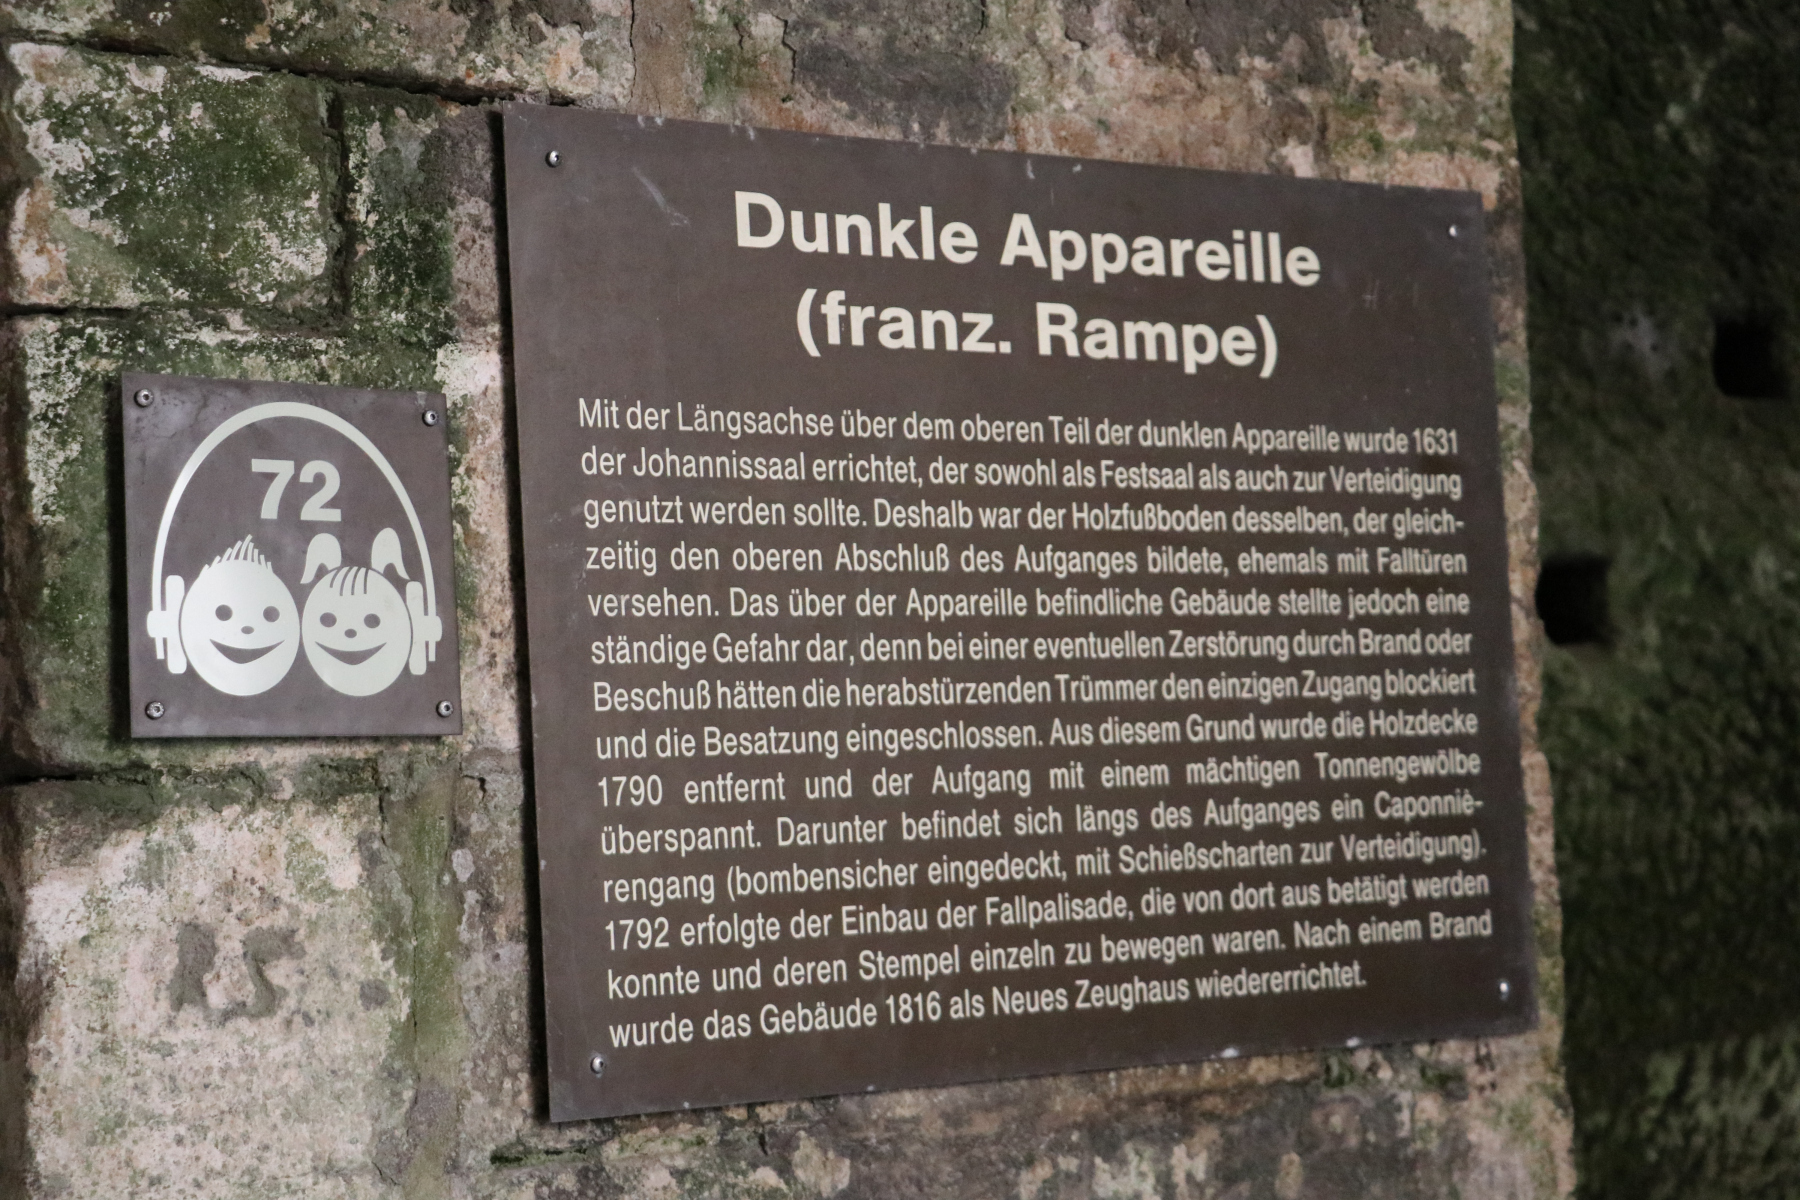 Dunkle Appareille
(franz. Rampe)
Mit der Längsachse über dem oberen Teil der dunklen Appareille wurde 1631
der Johannissaal errichtet, der sowohl als Festsaal als auch zur Verteidigung
genutzt werden sollte. Deshalb war der Holzfußboden desselben, der gleich-
zeitig den oberen Abschluß des Aufganges bildete, ehemals mit Falltüren
versehen. Das über der Appareille befindliche Gebäude stellte jedoch eine
ständige Gefahr dar, denn bei einer eventuellen Zerstörung durch Brand oder
Beschuß hätten die herabstürzenden Trümmer den einzigen Zugang blockiert
und die Besatzung eingeschlossen. Aus diesem Grund wurde die Holzdecke
1790 entfernt und der Aufgang mit einem mächtigen Tonnengewölbe
überspannt. Darunter befindet sich längs des Aufganges ein Caponniè-
rengang (bombensicher eingedeckt, mit Schießscharten zur Verteidigung).
1792 erfolgte der Einbau der Fallpalisade, die von dort aus betätigt werden
konnte und deren Stempel einzeln zu bewegen waren. Nach einem Brand
wurde das Gebäude 1816 als Neues Zeughaus wiedererrichtet.
72